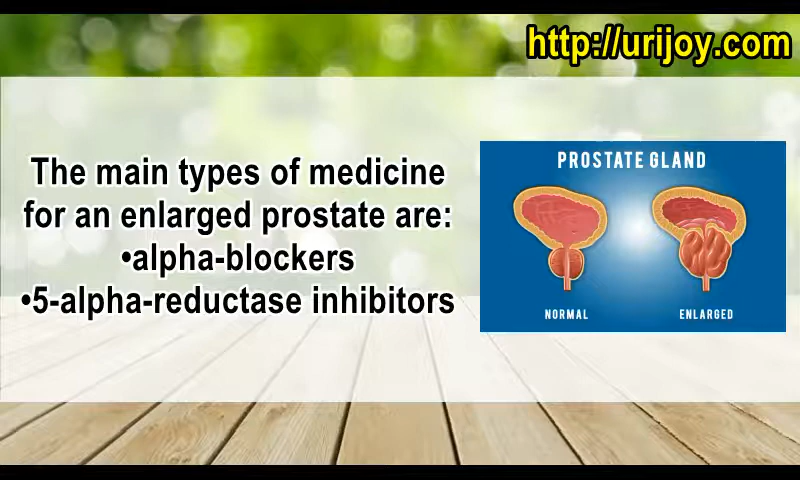 http://urijoy.com
The main types of medicine
for an enlarged prostate are:
•alpha-blockers
•5-alpha-reductase inhibitors
PROSTATE GLAND
NORMAL
ENLARGED